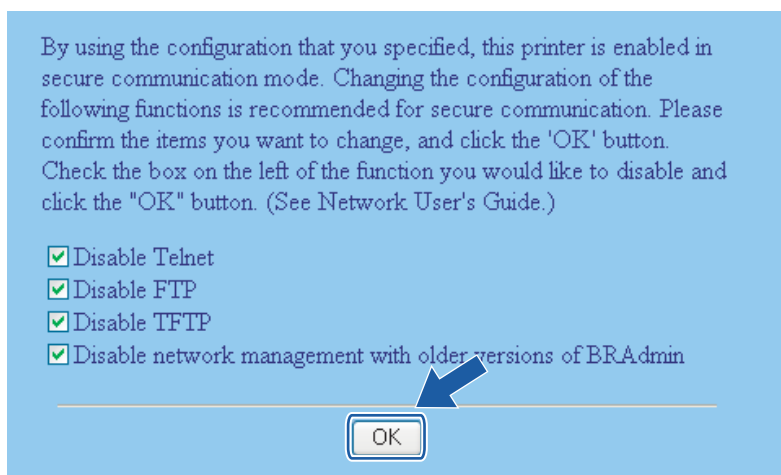 By using the configuration that you specified, this printer is enabled in
secure communication mode. Changing the configuration of the
following functions is recommended for secure communication. Please
confirm the items you want to change, and click the 'OK' button.
Check the box on the left of the function you would like to disable and
click the "OK" button. (See Network User's Guide.)
Disable Telnet
Disable FTP
Disable TFTP
Disable network management with older versions of BRAdmin
OK